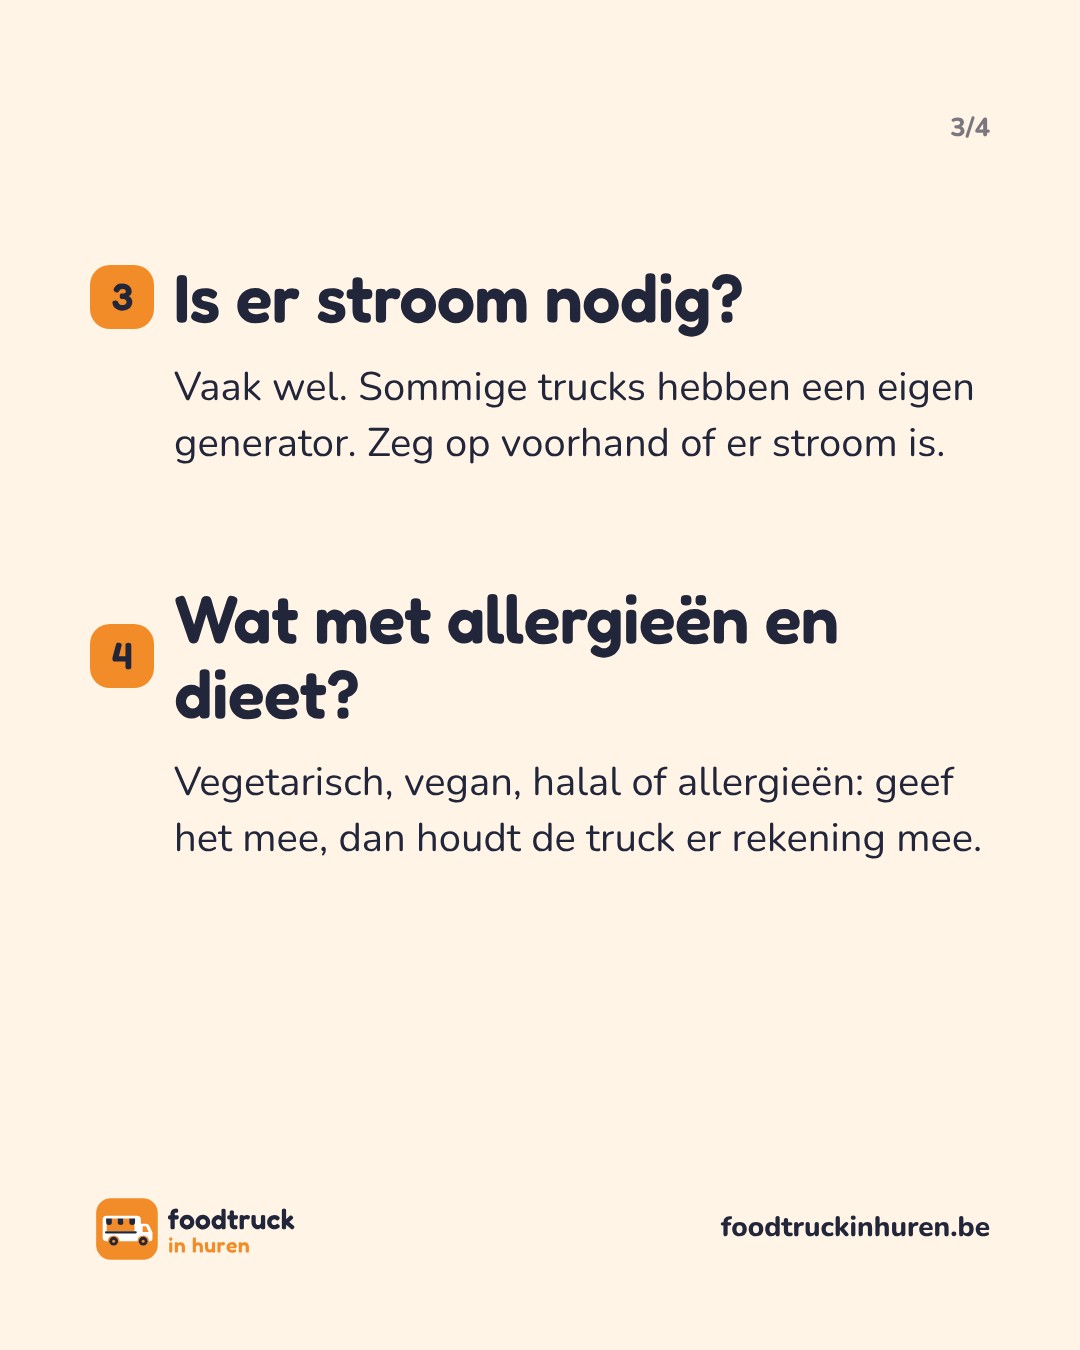 3/4
3 Is er stroom nodig?
Vaak wel. Sommige trucks hebben een eigen
generator. Zeg op voorhand of er stroom is.
4 Wat met allergieën en
dieet?
Vegetarisch, vegan, halal of allergieën: geef
het mee, dan houdt de truck er rekening mee.
foodtruck
in huren
foodtruckinhuren.be